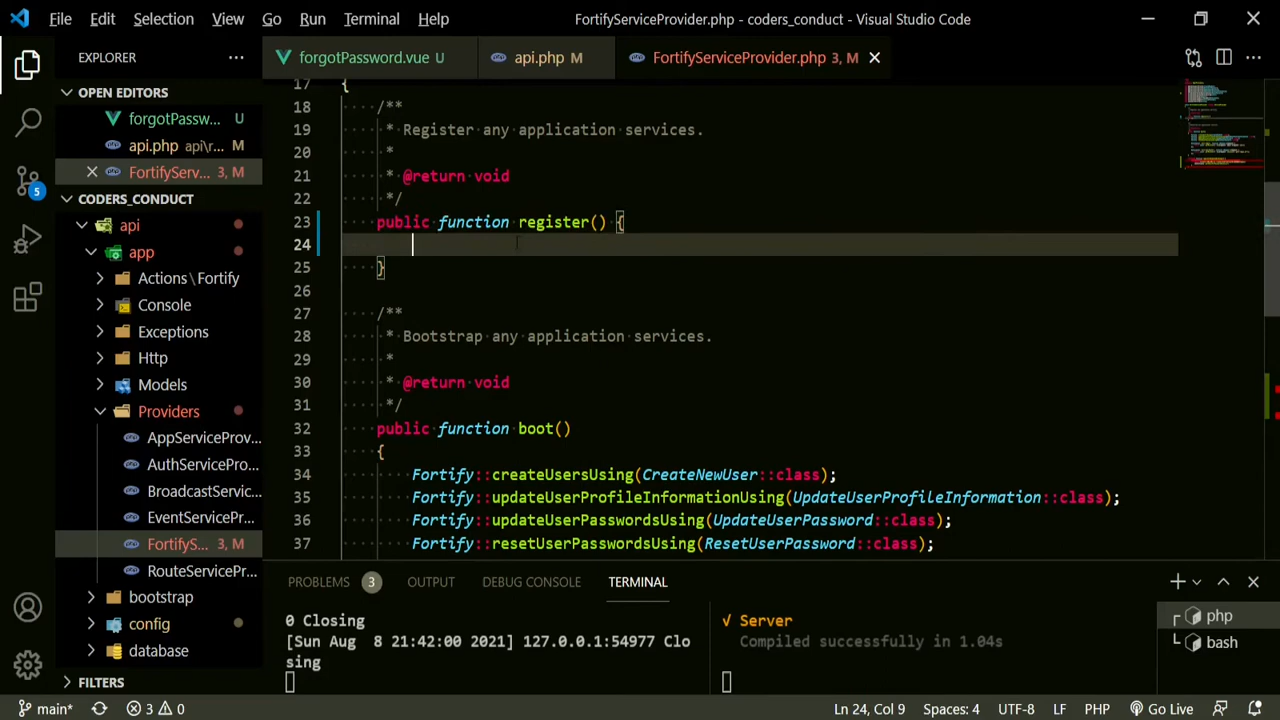 File Edit Selection View Go Run Terminal Help FortifyServiceProvider.php - coders_conduct - Visual Studio Code
EXPLORER
forgotPassword.vue U api.php M FortifyServiceProvider.php 3, M
OPEN EDITORS
forgotPassw... U
api.php api\r... M
FortifyServ... 3, M
CODERS_CONDUCT
api
app
Actions\Fortify
Console
Exceptions
Http
Models
Providers
AppServiceProv...
AuthServicePro...
BroadcastServic...
EventServicePr...
FortifyS... 3, M
RouteServicePr...
bootstrap
config
database
FILTERS
5
17 {
18 /**
19 * Register any application services.
20 *
21 * @return void
22 */
23 public function register() {
24
25 }
26
27 /**
28 * Bootstrap any application services.
29 *
30 * @return void
31 */
32 public function boot()
33 {
34 Fortify::createUsersUsing(CreateNewUser::class);
35 Fortify::updateUserProfileInformationUsing(UpdateUserProfileInformation::class);
36 Fortify::updateUserPasswordsUsing(UpdateUserPassword::class);
37 Fortify::resetUserPasswordsUsing(ResetUserPassword::class);
PROBLEMS 3 OUTPUT DEBUG CONSOLE TERMINAL
0 Closing
[Sun Aug 8 21:42:00 2021] 127.0.0.1:54977 Clo
sing
√ Server
Compiled successfully in 1.04s
php
bash
main* 3 0 Ln 24, Col 9 Spaces: 4 UTF-8 LF PHP Go Live